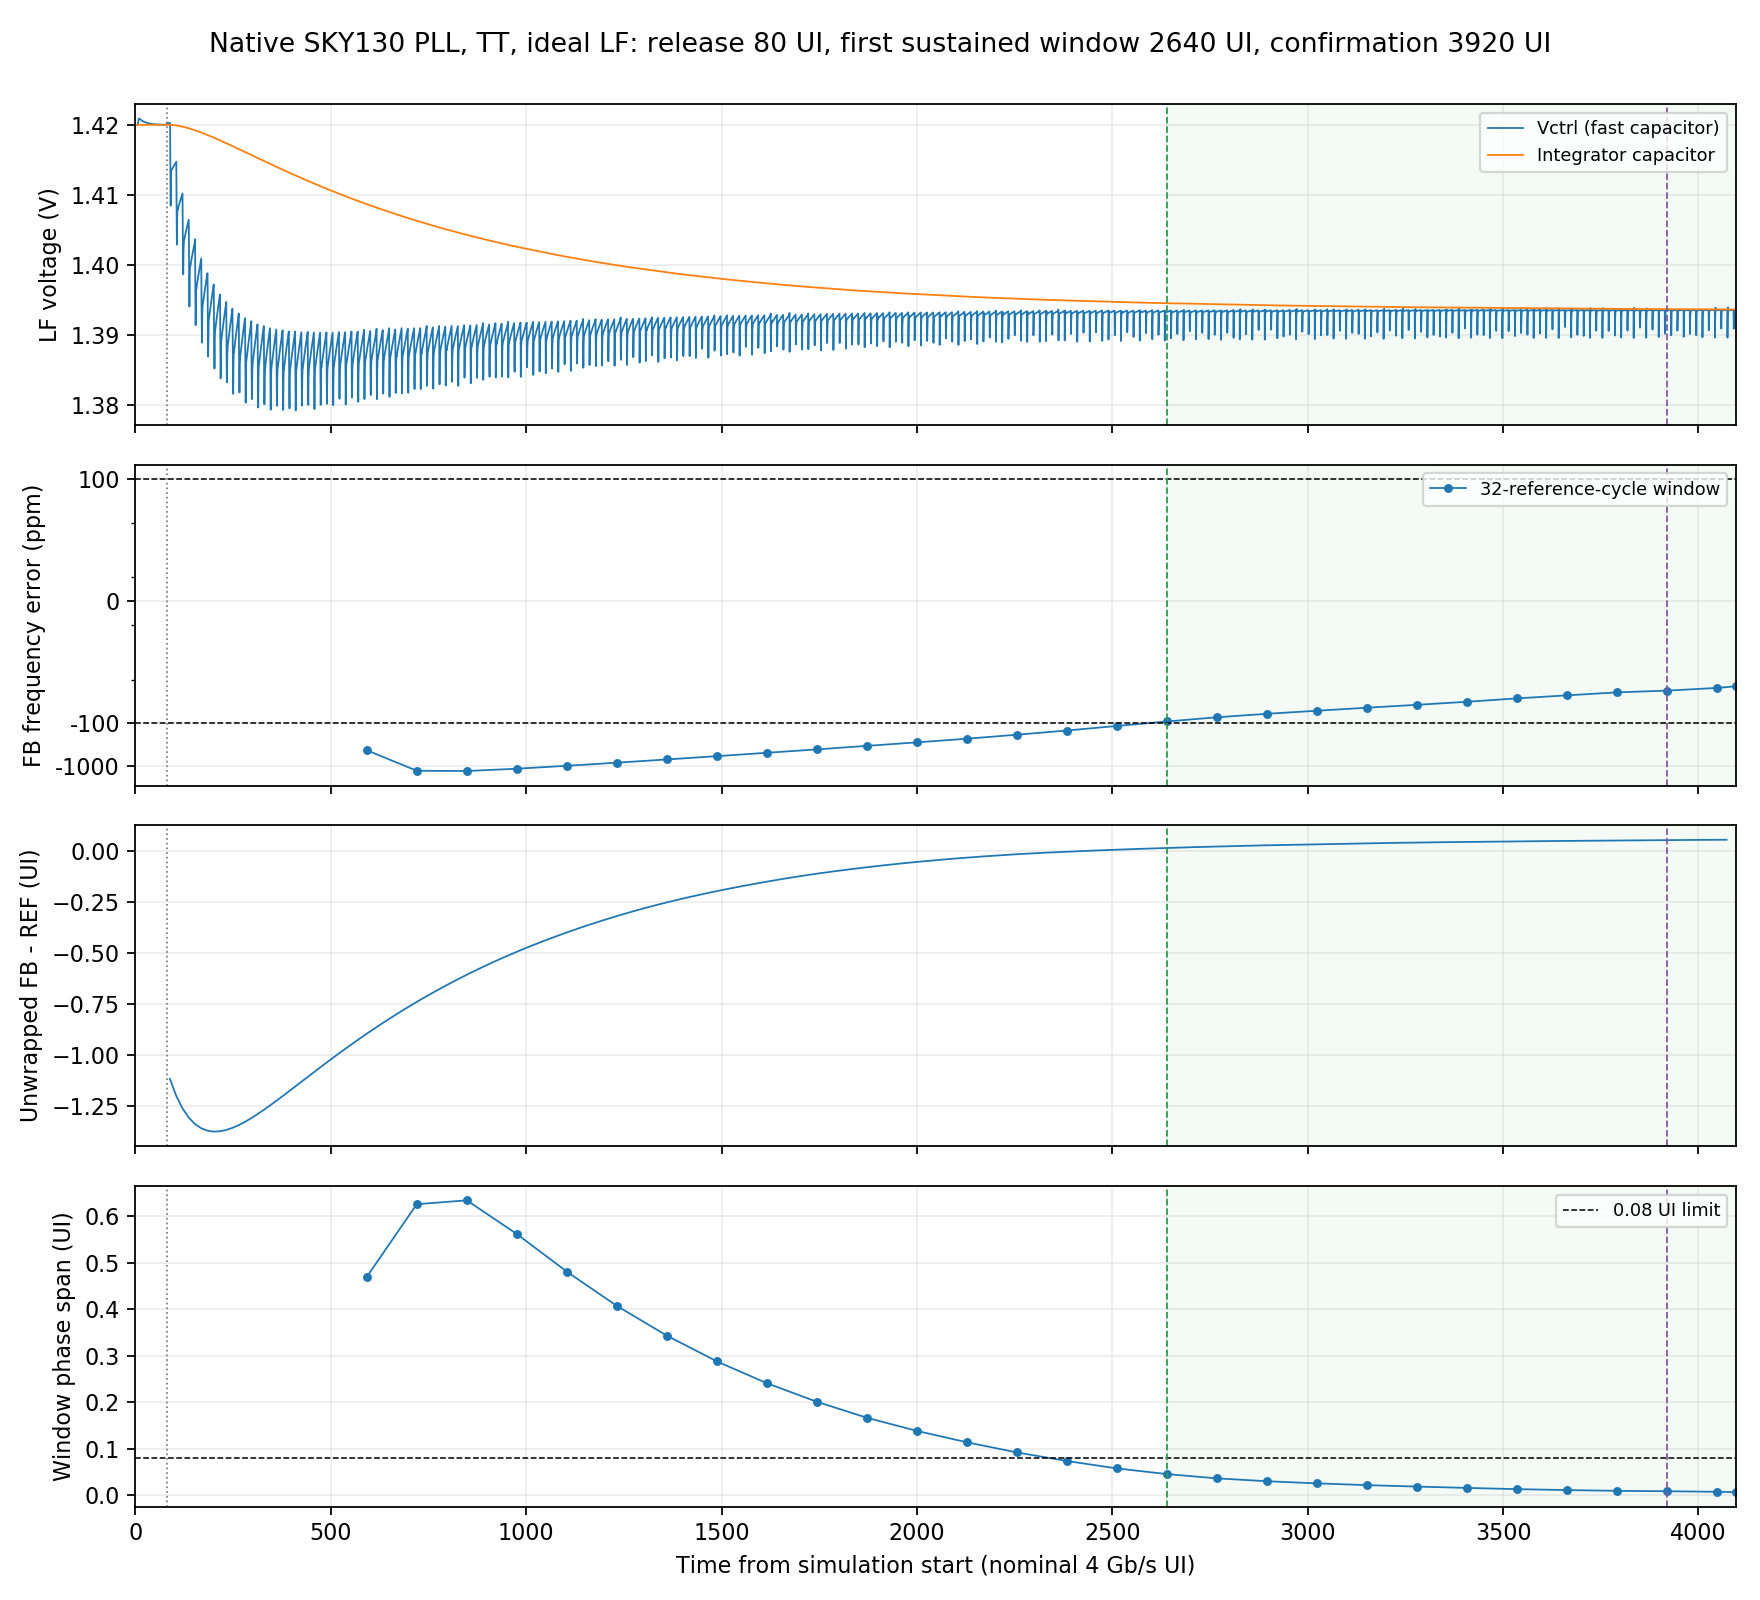 Native SKY130 PLL, TT, ideal LF: release 80 UI, first sustained window 2640 UI, confirmation 3920 UI
LF voltage (V)
1.42
1.41
1.40
1.39
1.38
Vctrl (fast capacitor)
Integrator capacitor
FB frequency error (ppm)
100
0
-100
-1000
32-reference-cycle window
Unwrapped FB - REF (UI)
0.00
−0.25
−0.50
−0.75
−1.00
−1.25
Window phase span (UI)
0.6
0.5
0.4
0.3
0.2
0.1
0.0
0.08 UI limit
0 500 1000 1500 2000 2500 3000 3500 4000
Time from simulation start (nominal 4 Gb/s UI)